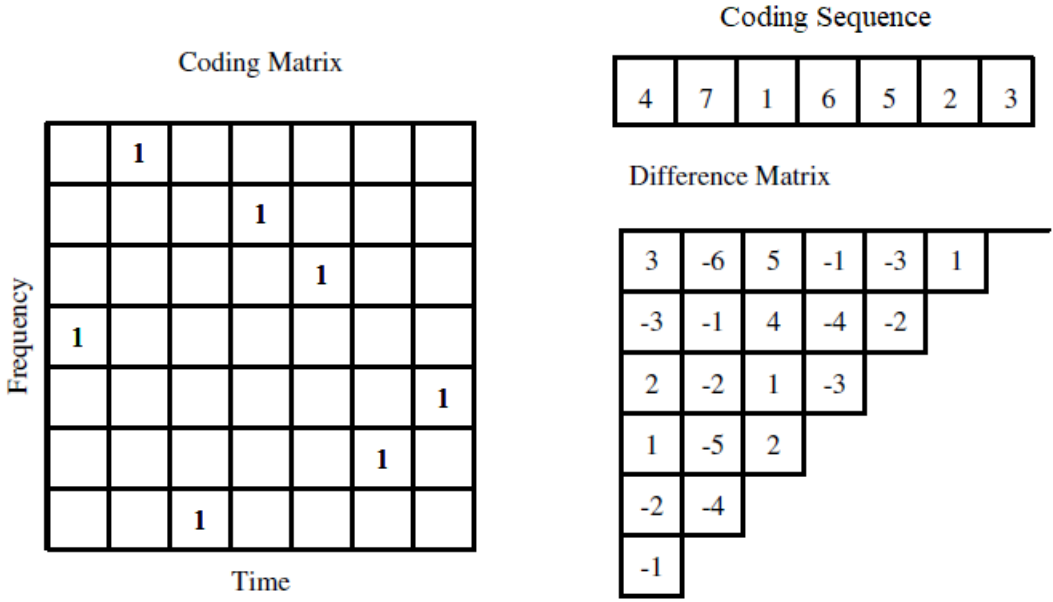 Coding Matrix
1
1
1
1
1
1
1
Frequency
Time
Coding Sequence
4 7 1 6 5 2 3
Difference Matrix
3 -6 5 -1 -3 1
-3 -1 4 -4 -2
2 -2 1 -3
1 -5 2
-2 -4
-1